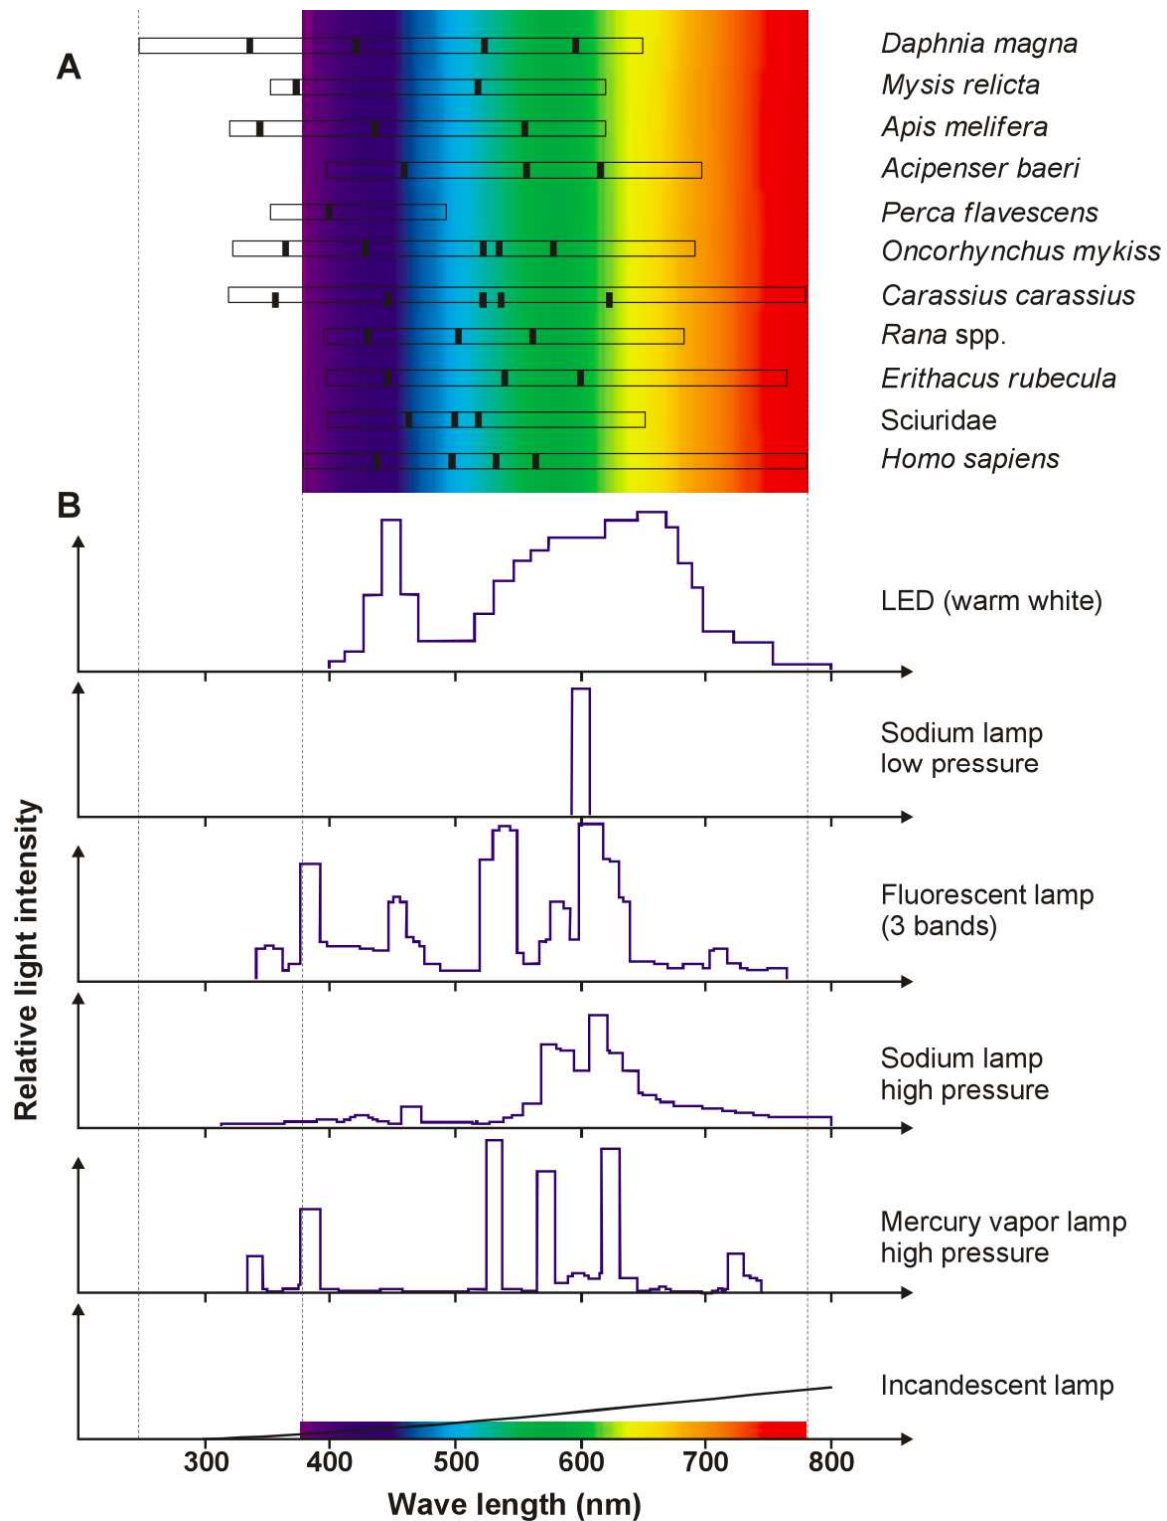 A
Daphnia magna
Mysis relicta
Apis melifera
Acipenser baeri
Perca flavescens
Oncorhynchus mykiss
Carassius carassius
Rana spp.
Erithacus rubecula
Sciuridae
Homo sapiens
B
Relative light intensity
LED (warm white)
Sodium lamp
low pressure
Fluorescent lamp
(3 bands)
Sodium lamp
high pressure
Mercury vapor lamp
high pressure
Incandescent lamp
300 400 500 600 700 800
Wave length (nm)